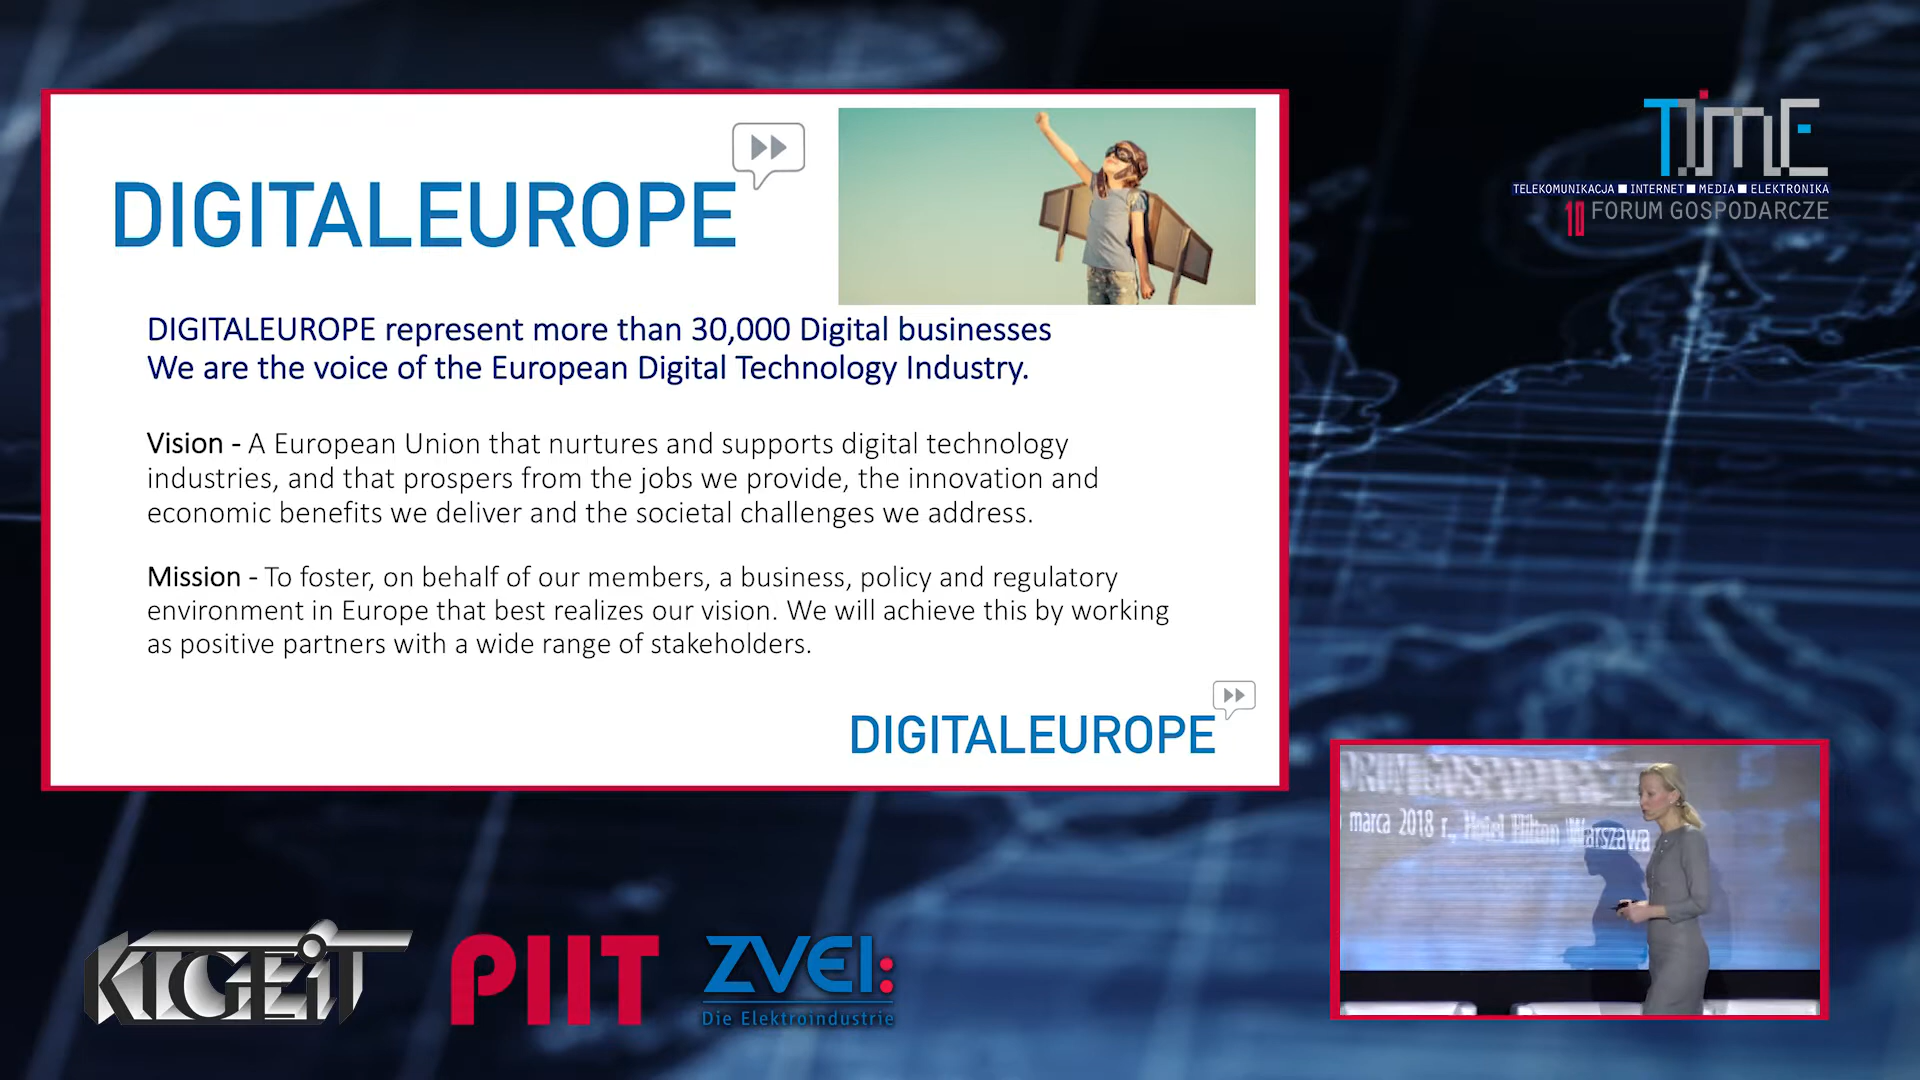 DIGITALEUROPE
DIGITALEUROPE represent more than 30,000 Digital businesses
We are the voice of the European Digital Technology Industry.
Vision - A European Union that nurtures and supports digital technology
industries, and that prospers from the jobs we provide, the innovation and
economic benefits we deliver and the societal challenges we address.
Mission - To foster, on behalf of our members, a business, policy and regulatory
environment in Europe that best realizes our vision. We will achieve this by working
as positive partners with a wide range of stakeholders.
DIGITALEUROPE
TimE
TELEKOMUNIKACJA ■ INTERNET ■ MEDIA ■ ELEKTRONIKA
10 FORUM GOSPODARCZE
marca 2018 r., Hotel Hilton Warszawa
KIGEiT
PIIT
ZVEI:
Die Elektroindustrie